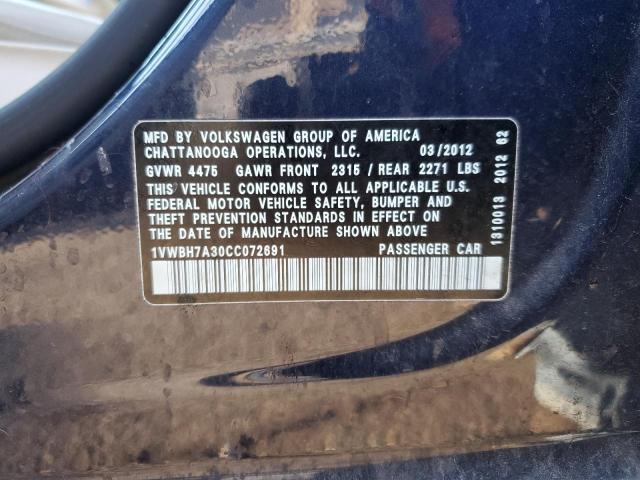 MFD BY VOLKSWAGEN GROUP OF AMERICA
CHATTANOOGA OPERATIONS, LLC. 03/2012
GVWR 4475 GAWR FRONT 2315 / REAR 2271 LBS
THIS VEHICLE CONFORMS TO ALL APPLICABLE U.S.
FEDERAL MOTOR VEHICLE SAFETY, BUMPER AND
THEFT PREVENTION STANDARDS IN EFFECT ON
THE DATE OF MANUFACTURE SHOWN ABOVE
1VWBH7A30CC072691 PASSENGER CAR
1310013 2012 62